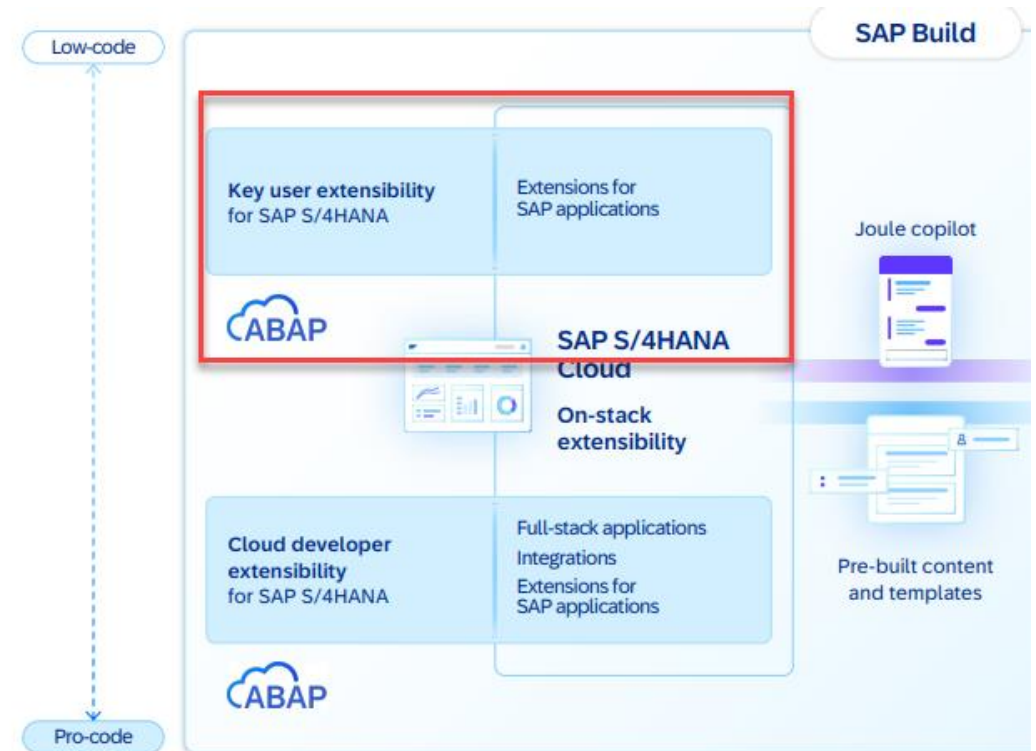 SAP Build
Low-code
Key user extensibility
for SAP S/4HANA
Extensions for
SAP applications
ABAP
Joule copilot
SAP S/4HANA
Cloud
On-stack
extensibility
Cloud developer
extensibility
for SAP S/4HANA
Full-stack applications
Integrations
Extensions for
SAP applications
Pre-built content
and templates
ABAP
Pro-code